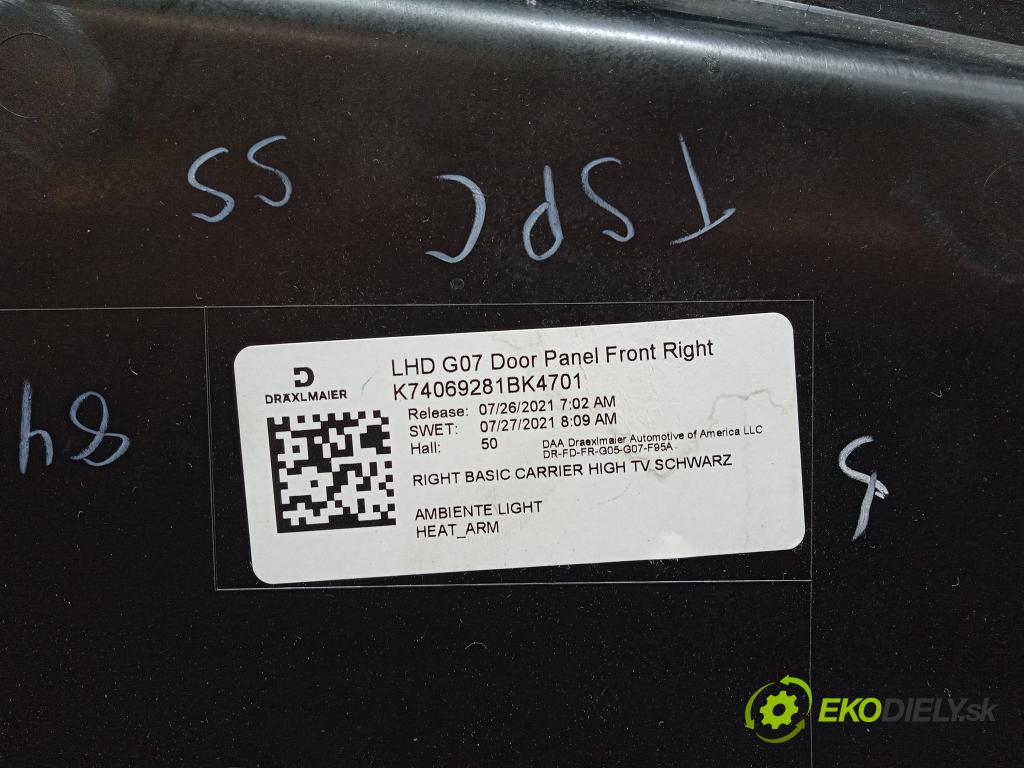 SS
TSPC
84
DRÄXLMAIER
LHD G07 Door Panel Front Right
K74069281BK4701
Release: 07/26/2021 7:02 AM
SWET: 07/27/2021 8:09 AM
Hall: 50
DAA Draexlmaier Automotive of America LLC
DR-FD-FR-G05-G07-F95A
RIGHT BASIC CARRIER HIGH TV SCHWARZ
AMBIENTE LIGHT
HEAT_ARM
EKODIELY.sk